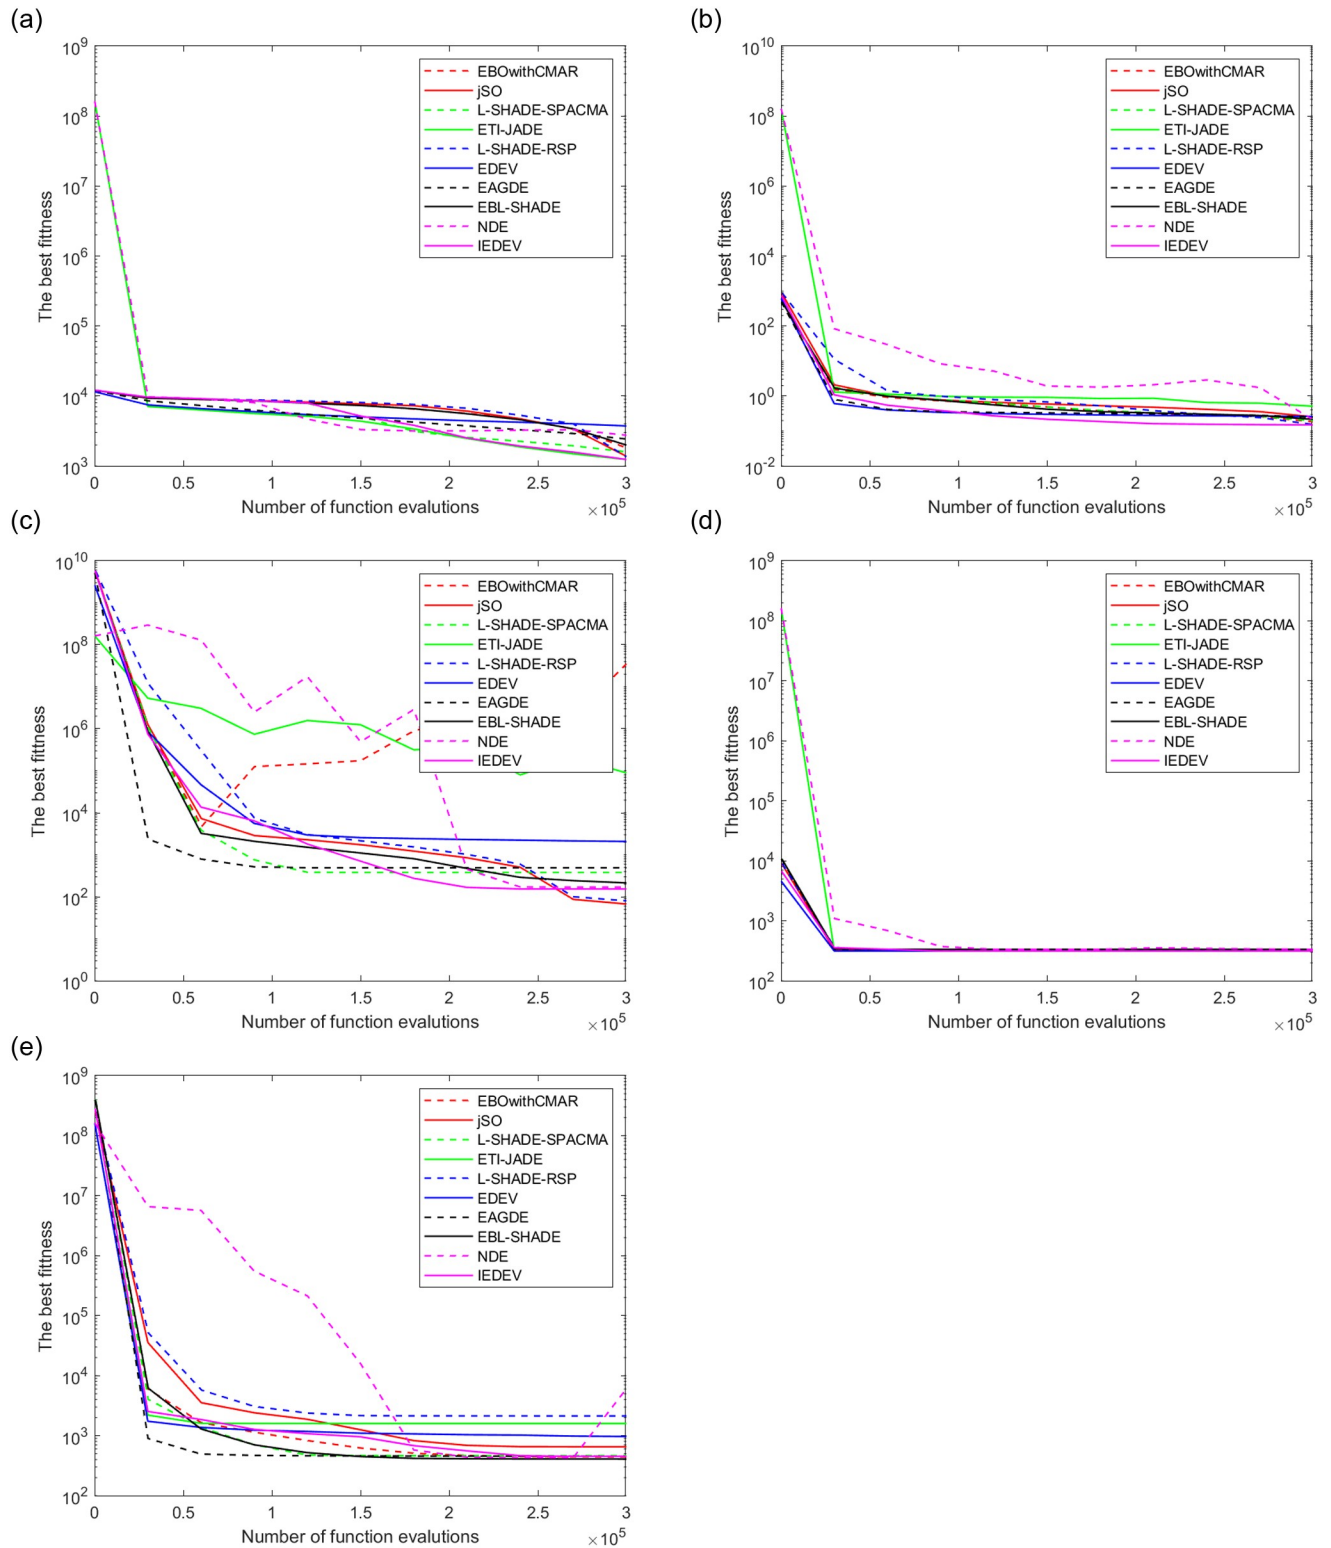 (a)
10^9
10^8
10^7
10^6
10^5
10^4
10^3
The best fittness
EBOwithCMAR
jSO
L-SHADE-SPACMA
ETI-JADE
L-SHADE-RSP
EDEV
EAGDE
EBL-SHADE
NDE
IEDEV
0 0.5 1 1.5 2 2.5 3
Number of function evalutions
×10^5
(b)
10^10
10^8
10^6
10^4
10^2
10^0
10^-2
The best fittness
EBOwithCMAR
jSO
L-SHADE-SPACMA
ETI-JADE
L-SHADE-RSP
EDEV
EAGDE
EBL-SHADE
NDE
IEDEV
0 0.5 1 1.5 2 2.5 3
Number of function evalutions
×10^5
(c)
10^10
10^8
10^6
10^4
10^2
10^0
The best fittness
EBOwithCMAR
jSO
L-SHADE-SPACMA
ETI-JADE
L-SHADE-RSP
EDEV
EAGDE
EBL-SHADE
NDE
IEDEV
0 0.5 1 1.5 2 2.5 3
Number of function evalutions
×10^5
(d)
10^9
10^8
10^7
10^6
10^5
10^4
10^3
10^2
The best fittness
EBOwithCMAR
jSO
L-SHADE-SPACMA
ETI-JADE
L-SHADE-RSP
EDEV
EAGDE
EBL-SHADE
NDE
IEDEV
0 0.5 1 1.5 2 2.5 3
Number of function evalutions
×10^5
(e)
10^9
10^8
10^7
10^6
10^5
10^4
10^3
10^2
The best fittness
EBOwithCMAR
jSO
L-SHADE-SPACMA
ETI-JADE
L-SHADE-RSP
EDEV
EAGDE
EBL-SHADE
NDE
IEDEV
0 0.5 1 1.5 2 2.5 3
Number of function evalutions
×10^5